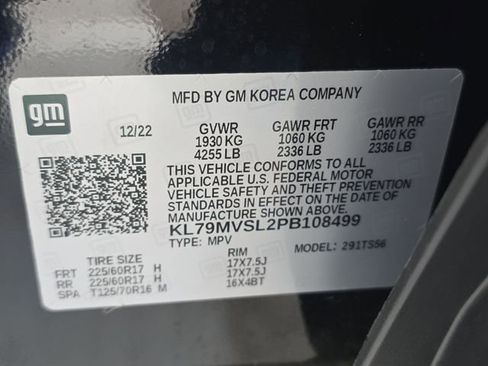 gm
MFD BY GM KOREA COMPANY
12/22 GVWR GAWR FRT GAWR RR
1930 KG 1060 KG 1060 KG
4255 LB 2336 LB 2336 LB
THIS VEHICLE CONFORMS TO ALL
APPLICABLE U.S. FEDERAL MOTOR
VEHICLE SAFETY AND THEFT PREVENTION
STANDARDS IN EFFECT ON THE DATE OF
MANUFACTURE SHOWN ABOVE.
KL79MVSL2PB108499
TYPE: MPV MODEL: 291TS56
TIRE SIZE RIM
FRT 225/60R17 H 17X7.5J
RR 225/60R17 H 17X7.5J
SPA T125/70R16 M 16X4BT